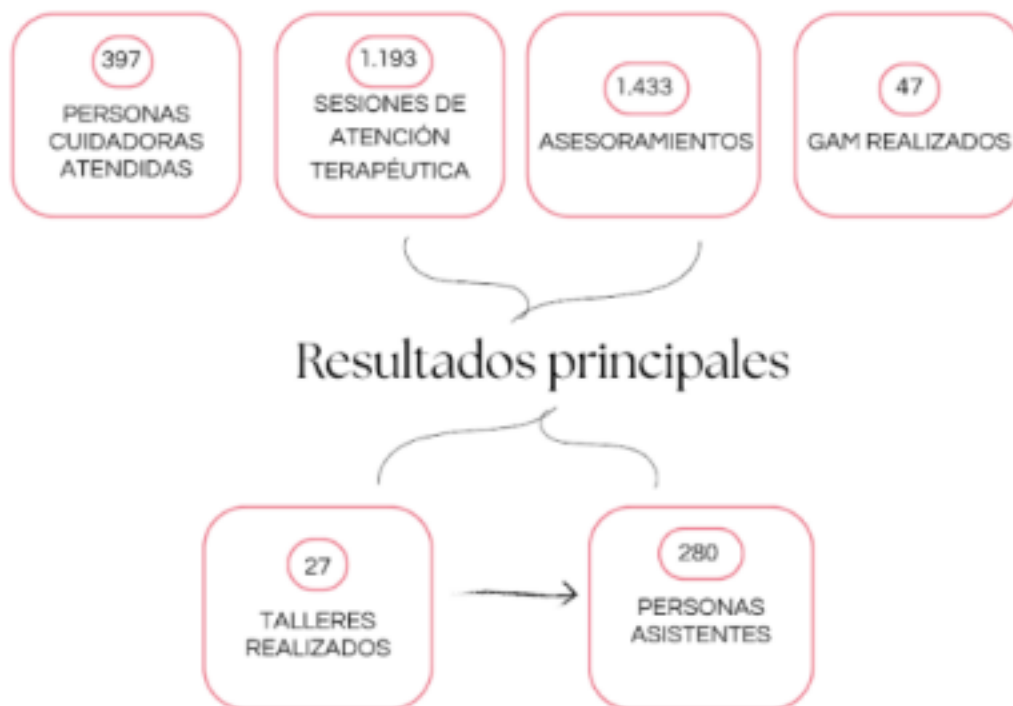 397
PERSONAS
CUIDADORAS
ATENDIDAS
1.193
SESIONES DE
ATENCIÓN
TERAPÉUTICA
1.433
ASESORAMIENTOS
47
GAM REALIZADOS
Resultados principales
27
TALLERES
REALIZADOS
280
PERSONAS
ASISTENTES